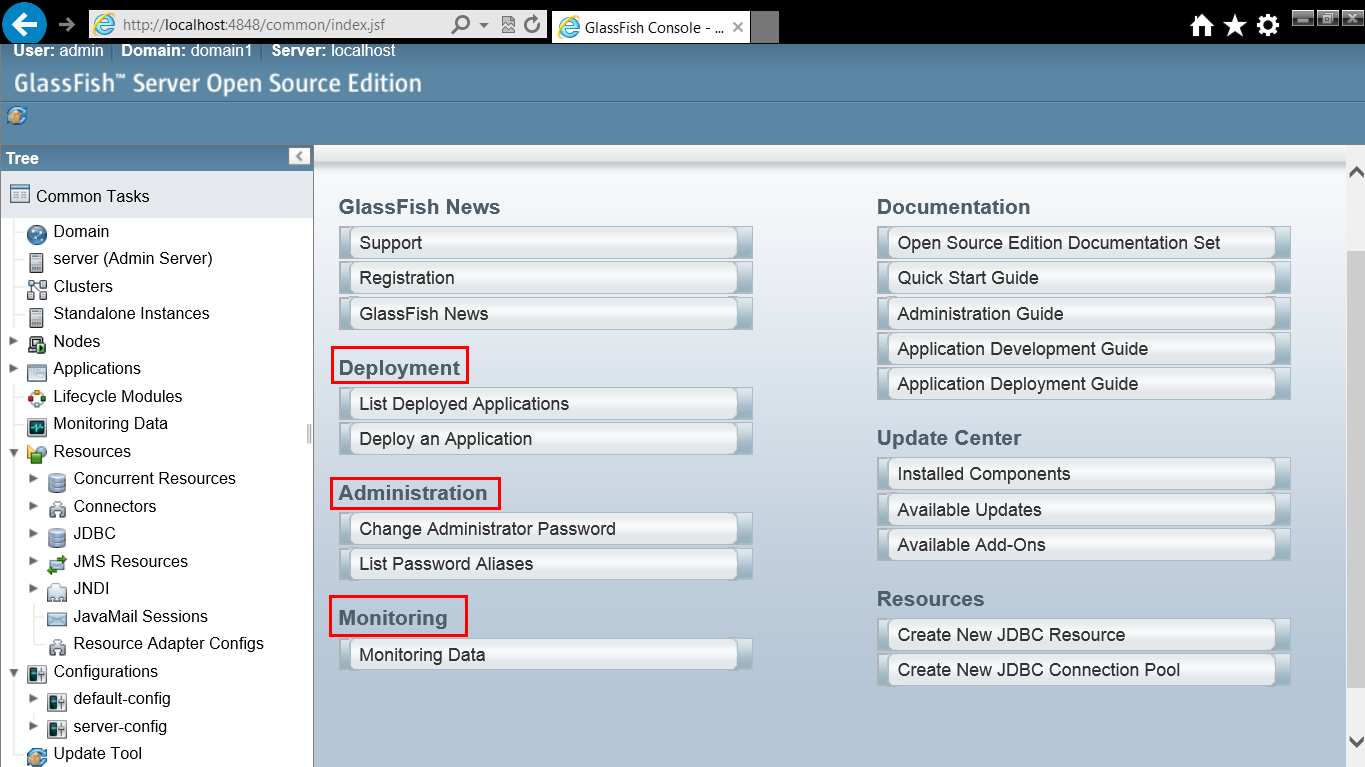 http://localhost:4848/common/index.jsf
GlassFish Console - ...
User: admin Domain: domain1 Server: localhost
GlassFish™ Server Open Source Edition
Tree
Common Tasks
Domain
server (Admin Server)
Clusters
Standalone Instances
Nodes
Applications
Lifecycle Modules
Monitoring Data
Resources
Concurrent Resources
Connectors
JDBC
JMS Resources
JNDI
JavaMail Sessions
Resource Adapter Configs
Configurations
default-config
server-config
Update Tool
GlassFish News
Support
Registration
GlassFish News
Deployment
List Deployed Applications
Deploy an Application
Administration
Change Administrator Password
List Password Aliases
Monitoring
Monitoring Data
Documentation
Open Source Edition Documentation Set
Quick Start Guide
Administration Guide
Application Development Guide
Application Deployment Guide
Update Center
Installed Components
Available Updates
Available Add-Ons
Resources
Create New JDBC Resource
Create New JDBC Connection Pool